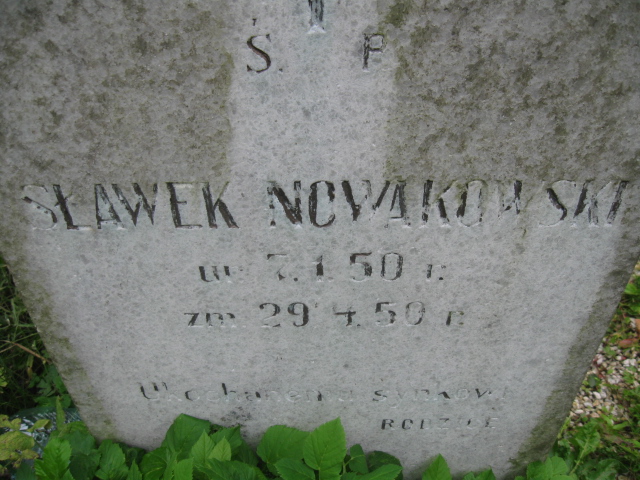 Ś. P.
SŁAWEK NOWAKOWSKI
ur. 7.1.50 r.
zm. 29.4.50 r.
Ukochanemu synkowi
RODZICE